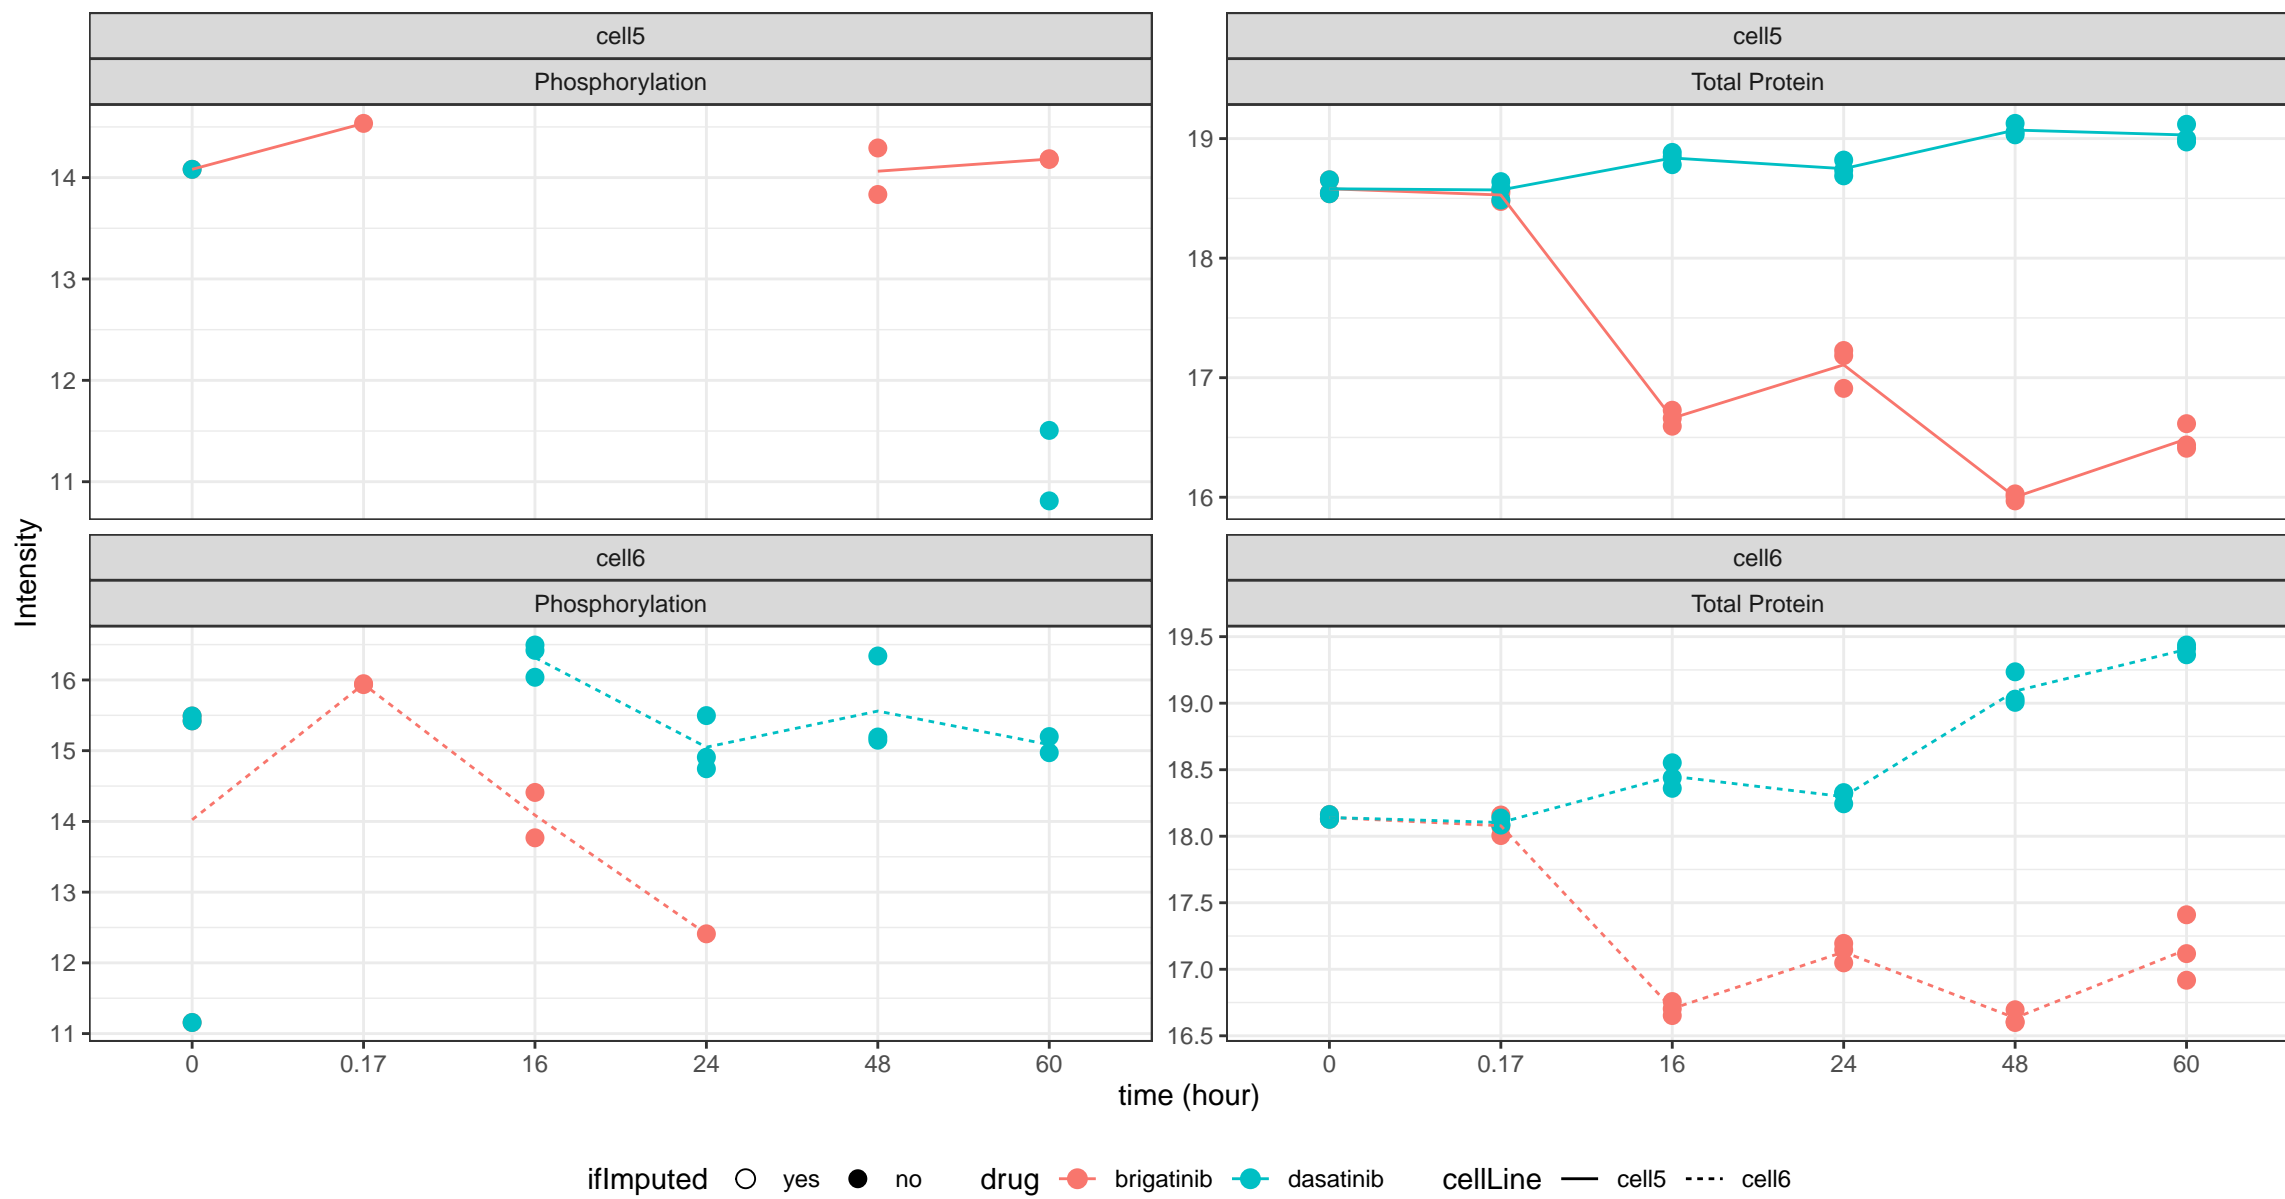 cell5
Phosphorylation
14
13
12
11
cell5
Total Protein
19
18
17
16
Intensity
cell6
Phosphorylation
16
15
14
13
12
11
0 0.17 16 24 48 60
cell6
Total Protein
19.5
19.0
18.5
18.0
17.5
17.0
16.5
0 0.17 16 24 48 60
time (hour)
ifImputed yes no drug brigatinib dasatinib cellLine cell5 cell6